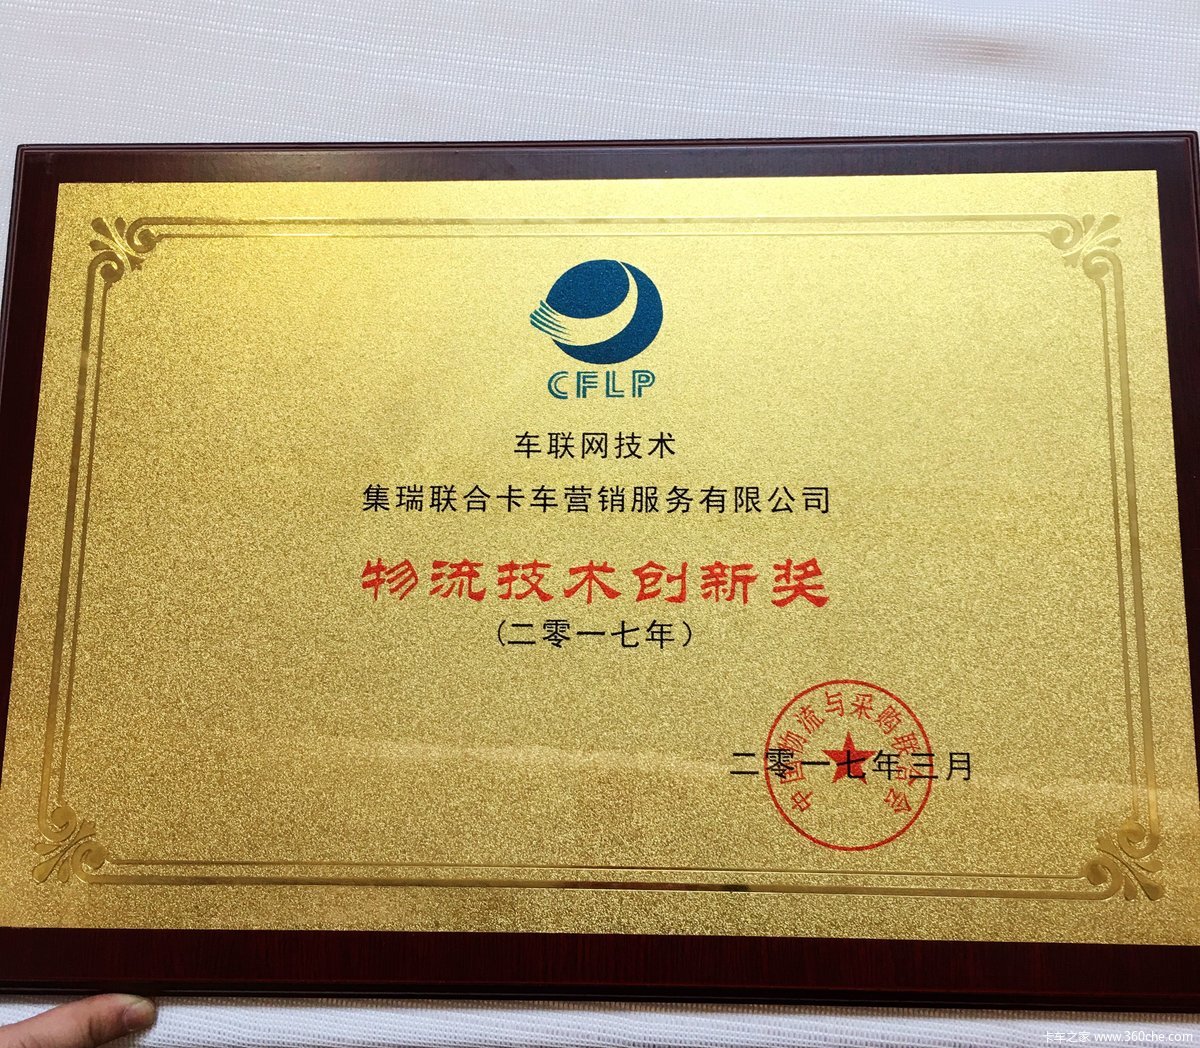 CFLP
车联网技术
集瑞联合卡车营销服务有限公司
物流技术创新奖
(二零一七年)
中国物流与采购联合会
二零一七年三月
卡车之家 www.360che.com